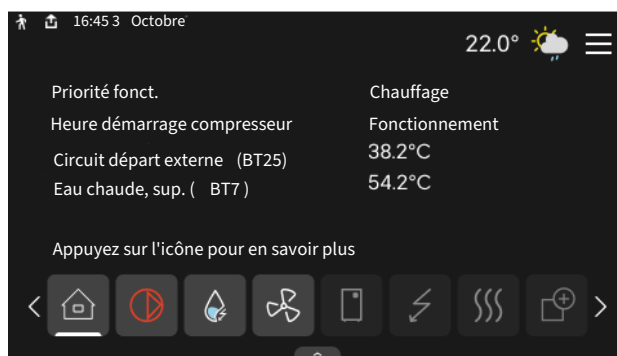 16:45 3 Octobre
22.0°
Priorité fonct. Chauffage
Heure démarrage compresseur Fonctionnement
Circuit départ externe (BT25) 38.2°C
Eau chaude, sup. ( BT7 ) 54.2°C
Appuyez sur l'icône pour en savoir plus